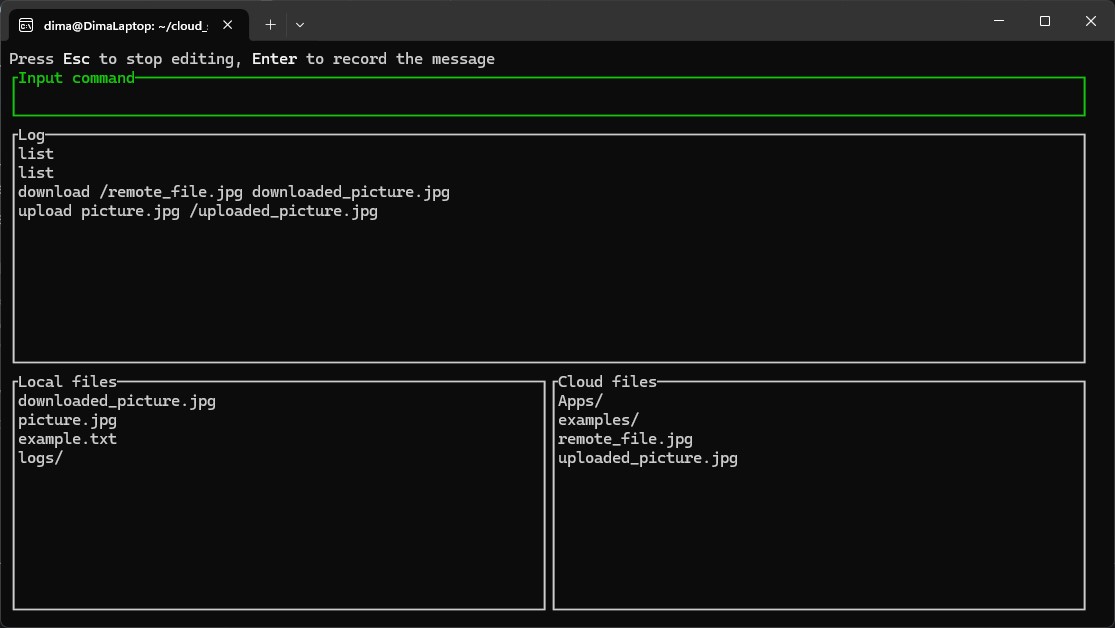 dima@DimaLaptop: ~/cloud_
Press Esc to stop editing, Enter to record the message
Input command
Log
list
list
download /remote_file.jpg downloaded_picture.jpg
upload picture.jpg /uploaded_picture.jpg
Local files
downloaded_picture.jpg
picture.jpg
example.txt
logs/
Cloud files
Apps/
examples/
remote_file.jpg
uploaded_picture.jpg